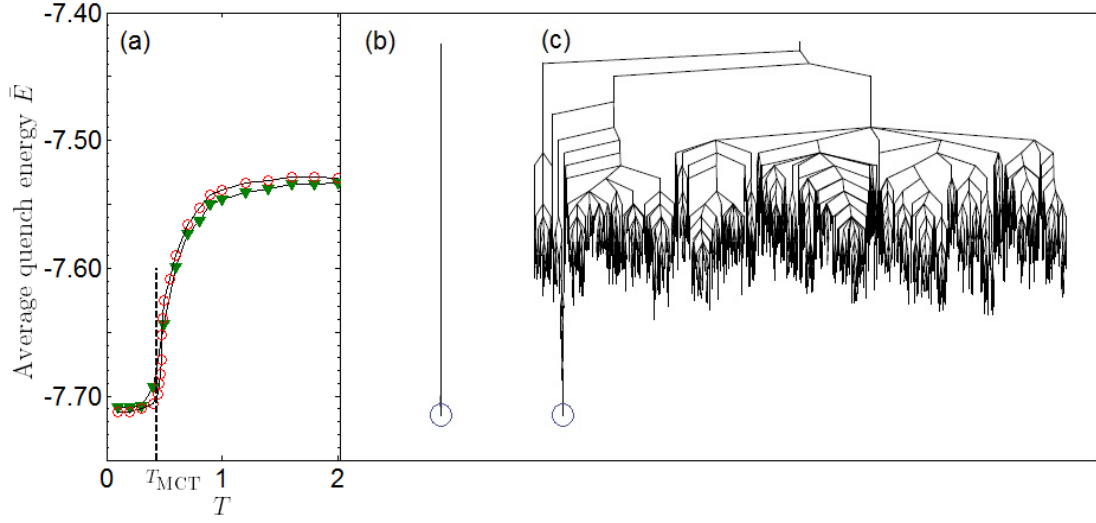 -7.40
-7.50
-7.60
-7.70
Average quench energy Ē
(a)
(b)
(c)
0
T_MCT
1
2
T